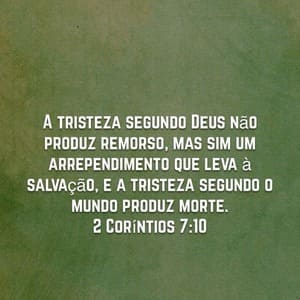 A tristeza segundo Deus não
produz remorso, mas sim um
arrependimento que leva à
salvação, e a tristeza segundo o
mundo produz morte.
2 Coríntios 7:10